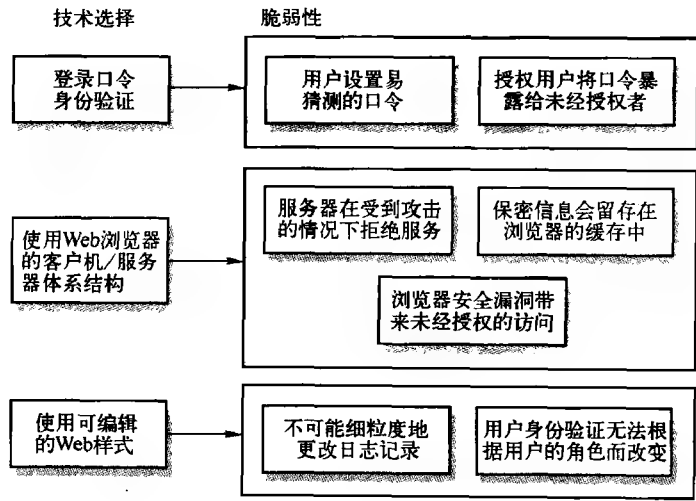 技术选择
脆弱性
登录口令
身份验证
用户设置易
猜测的口令
授权用户将口令暴
露给未经授权者
使用Web浏览器
的客户机/服务
器体系结构
服务器在受到攻击
的情况下拒绝服务
保密信息会留存在
浏览器的缓存中
浏览器安全漏洞带
来未经授权的访问
使用可编辑
的Web样式
不可能细粒度地
更改日志记录
用户身份验证无法根
据用户的角色而改变